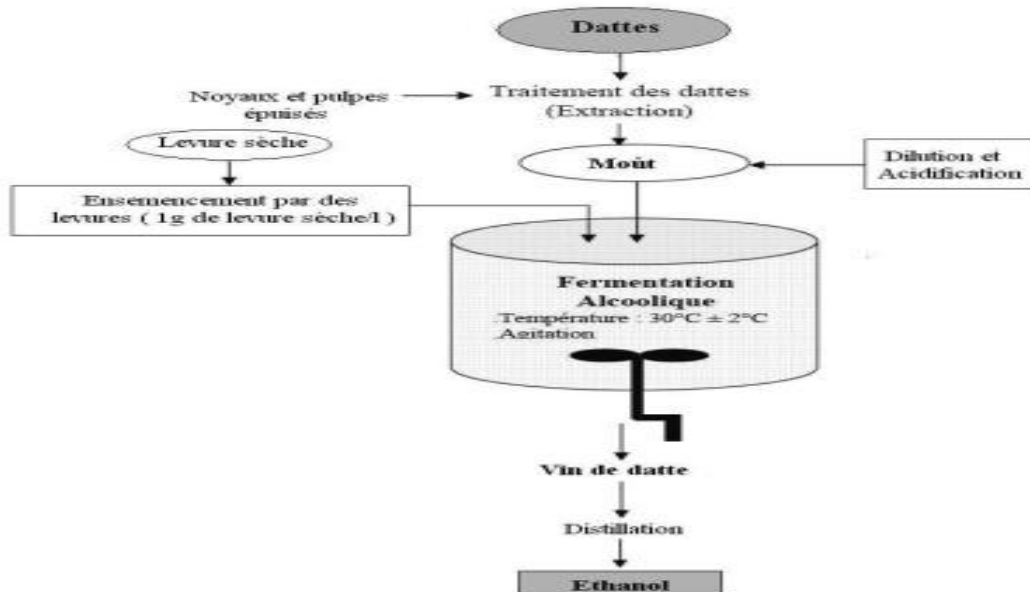 Dattes
Noyaux et pulpes
épuisés
Traitement des dattes
(Extraction)
Levure sèche
Moût
Dilution et
Acidification
Ensemencement par des
levures ( 1g de levure sèche/l )
Fermentation
Alcoolique
.Température : 30°C ± 2°C
.Agitation
Vin de datte
Distillation
Ethanol